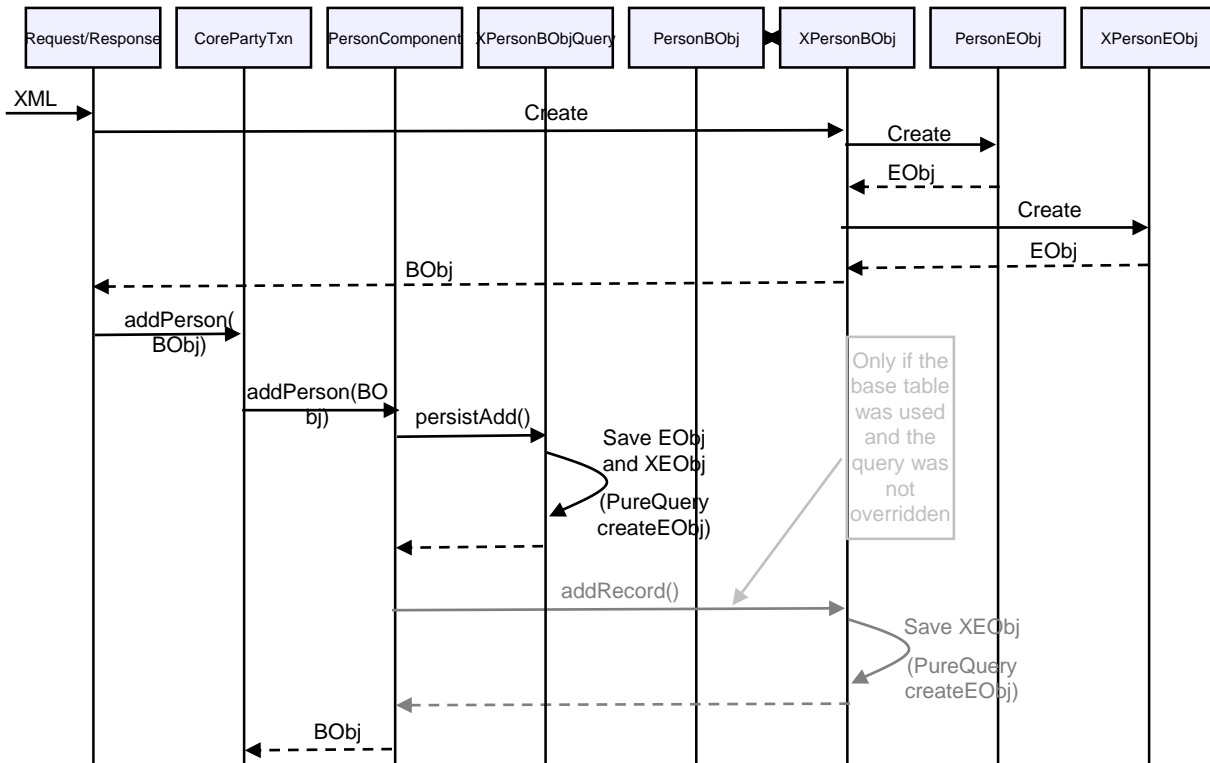 Request/Response
CorePartyTxn
PersonComponent
XPersonBObjQuery
PersonBObj
XPersonBObj
PersonEObj
XPersonEObj
XML
Create
Create
EObj
Create
EObj
BObj
addPerson(
BObj)
addPerson(BO
bj)
persistAdd()
Save EObj
and XEObj
(PureQuery
createEObj)
Only if the
base table
was used
and the
query was
not
overridden
addRecord()
Save XEObj
(PureQuery
createEObj)
BObj